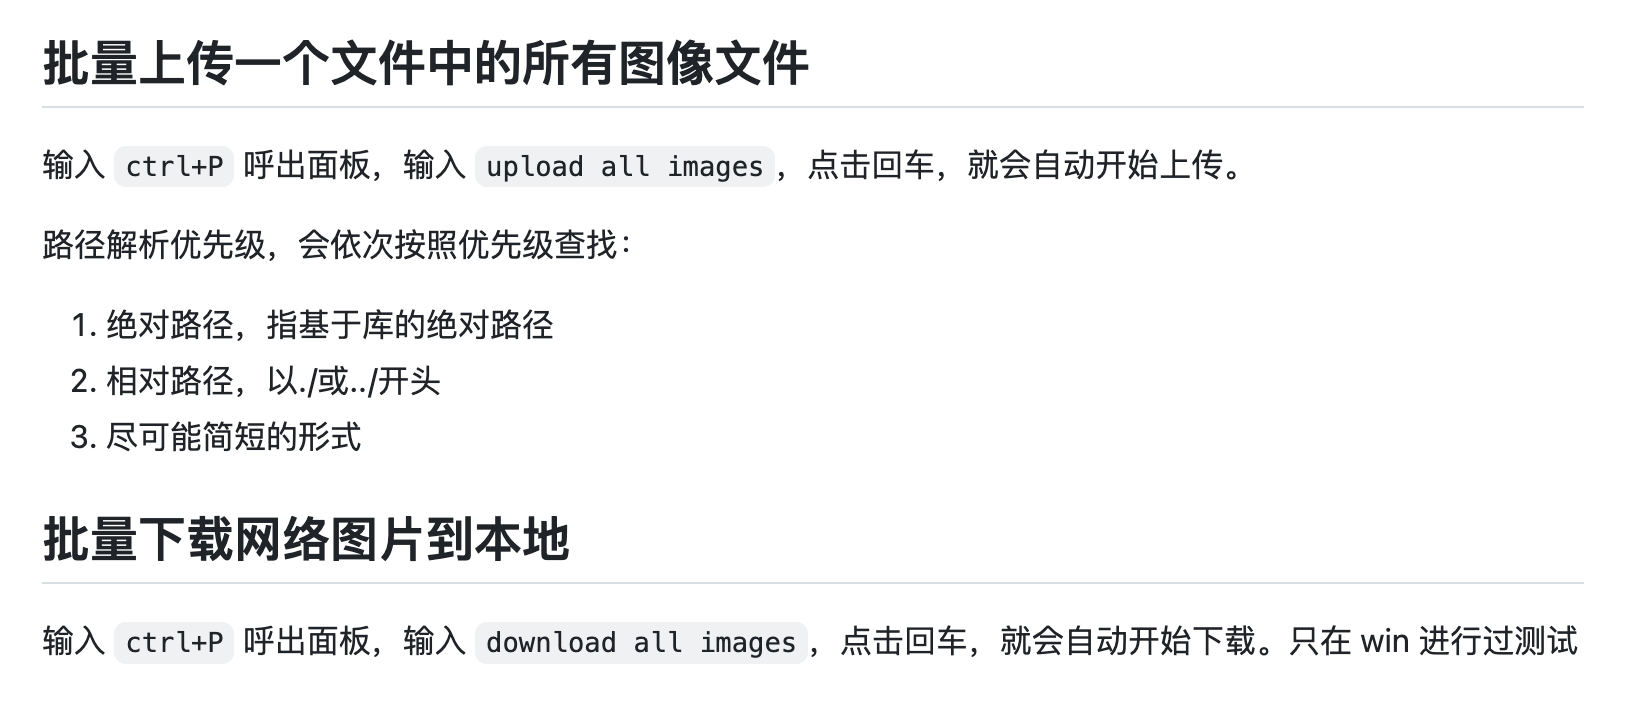 批量上传一个文件中的所有图像文件
输入 ctrl+P 呼出面板，输入 upload all images，点击回车，就会自动开始上传。
路径解析优先级，会依次按照优先级查找：
1. 绝对路径，指基于库的绝对路径
2. 相对路径，以./或../开头
3. 尽可能简短的形式
批量下载网络图片到本地
输入 ctrl+P 呼出面板，输入 download all images，点击回车，就会自动开始下载。只在 win 进行过测试